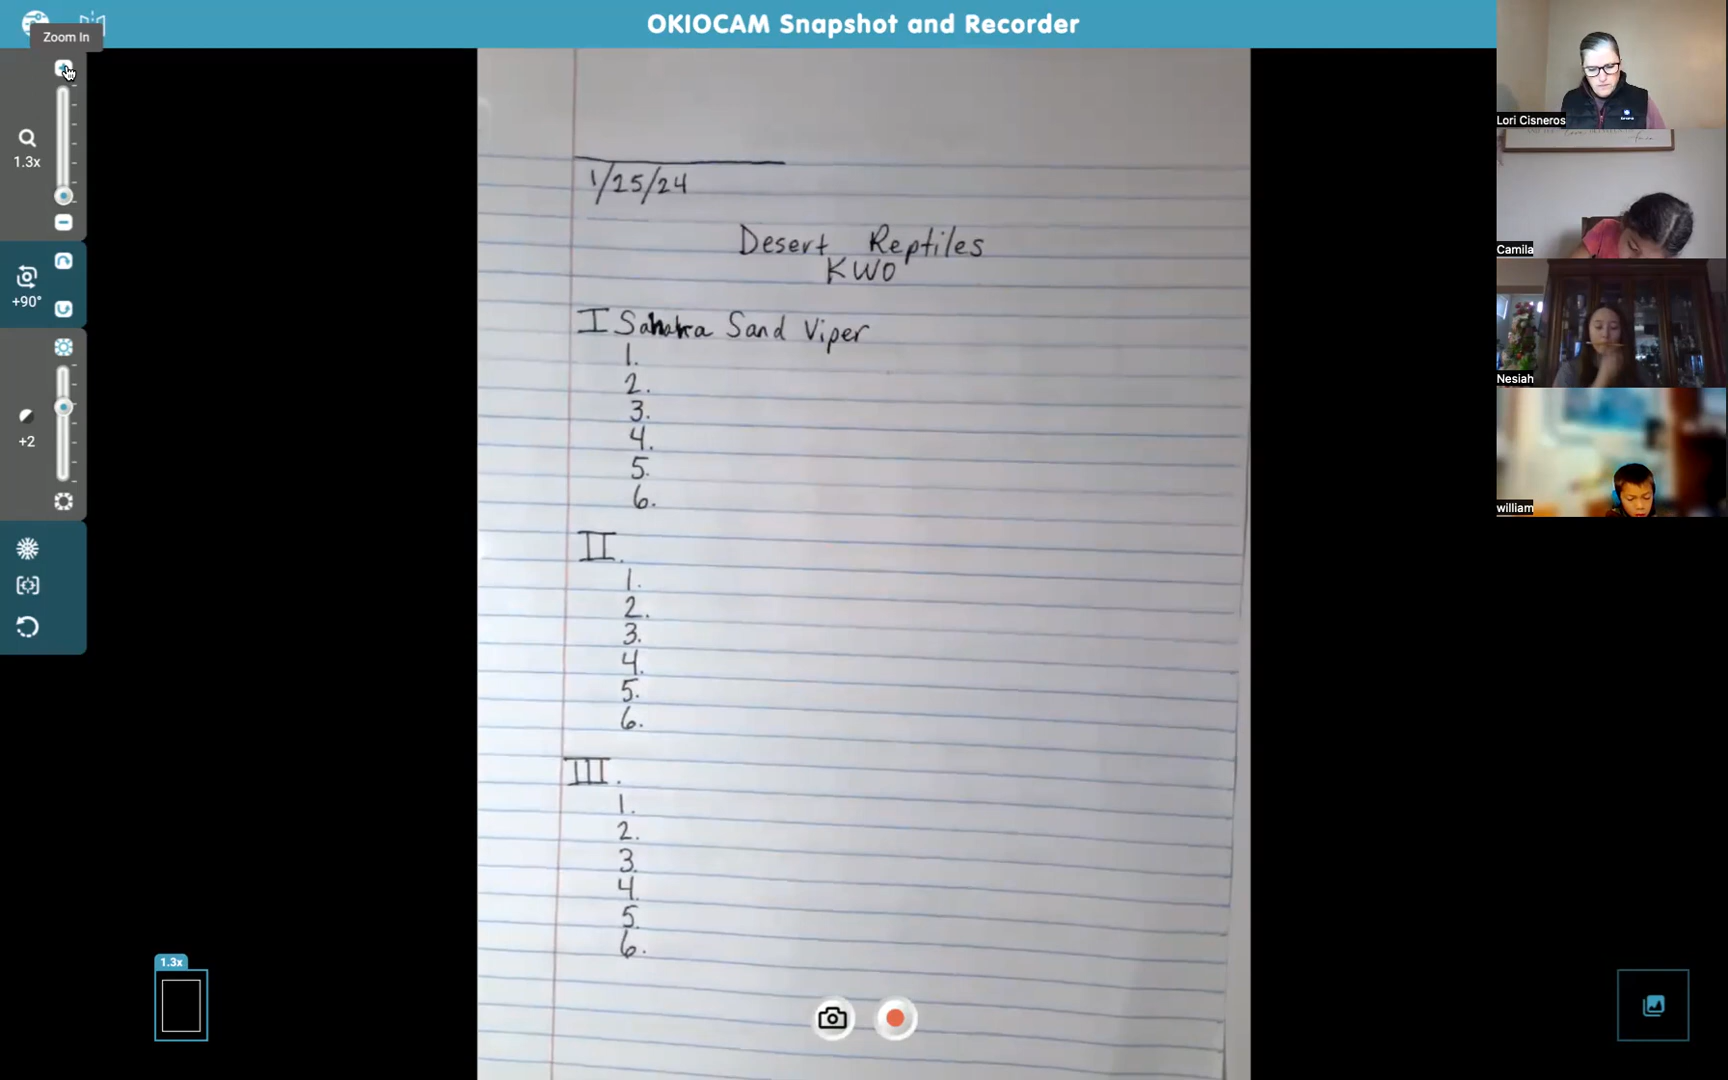 OKIOCAM Snapshot and Recorder
Zoom In
1.3x
+90°
+2
1/25/24
Desert Reptiles
KWO
I Sahara Sand Viper
1.
2.
3.
4.
5.
6.
II.
1.
2.
3.
4.
5.
6.
III.
1.
2.
3.
4.
5.
6.
1.3x
Lori Cisneros
Camila
Nesiah
william